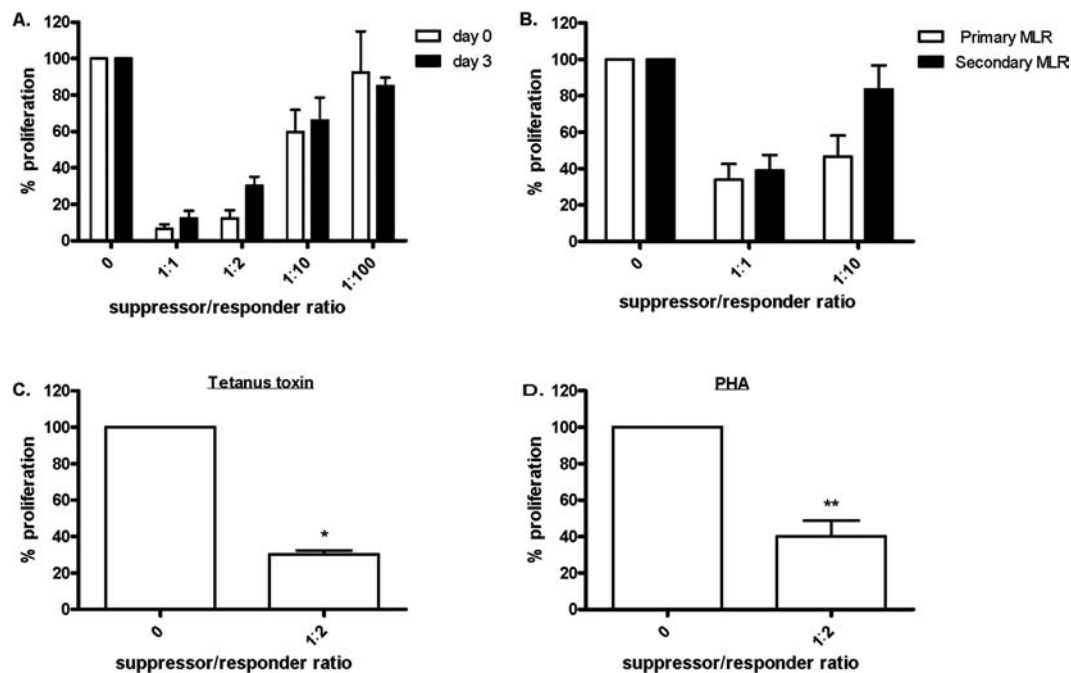 A.
% proliferation
120
100
80
60
40
20
0
0
1:1
1:2
1:10
1:100
suppressor/responder ratio
day 0
day 3
B.
% proliferation
120
100
80
60
40
20
0
0
1:1
1:10
suppressor/responder ratio
Primary MLR
Secondary MLR
C.
Tetanus toxin
% proliferation
120
100
80
60
40
20
0
*
0
1:2
suppressor/responder ratio
D.
PHA
% proliferation
120
100
80
60
40
20
0
**
0
1:2
suppressor/responder ratio